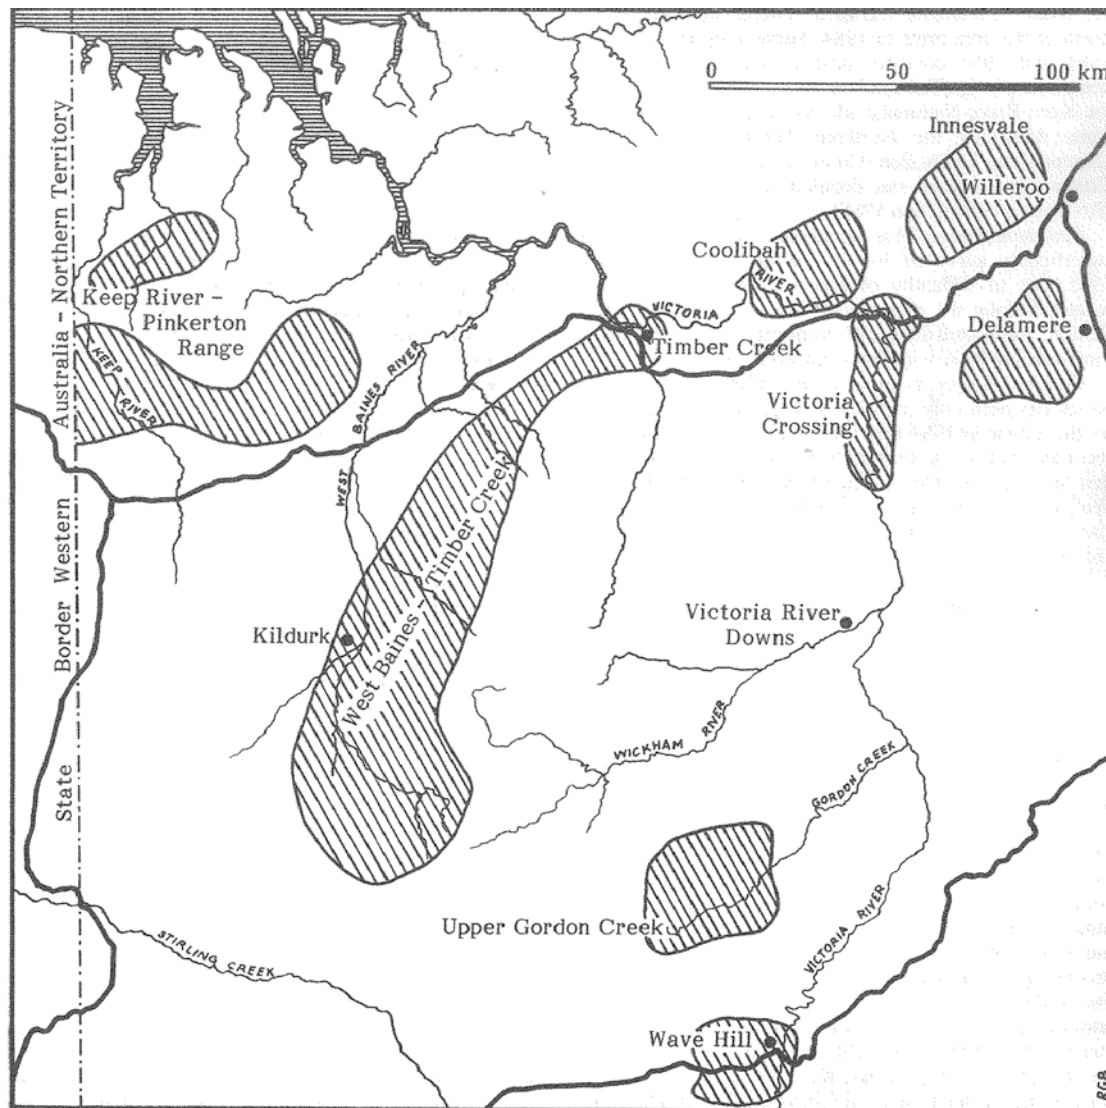 0 50 100 km
Innesvale
Willeroo
Coolibah
RIVER
VICTORIA
Keep River -
Pinkerton
Range
Delamere
Timber Creek
KEEP
RIVER
WEST BAINES RIVER
Victoria
Crossing
State Border Western Australia - Northern Territory
West Baines - Timber Creek
Kildurk
Victoria River
Downs
WICKHAM RIVER
GORDON CREEK
Upper Gordon Creek
VICTORIA RIVER
STIRLING CREEK
Wave Hill
RGB